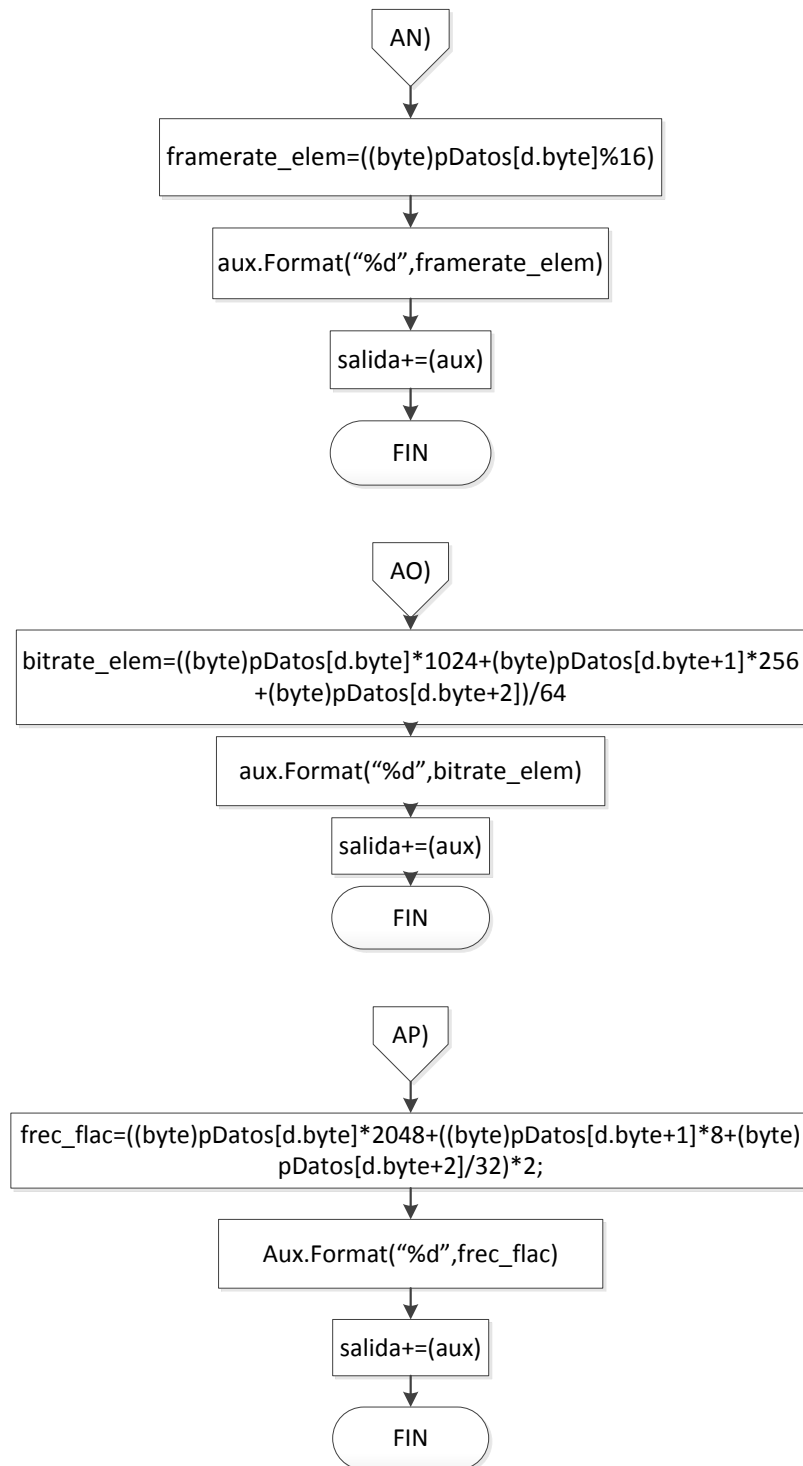 AN)
framerate_elem=((byte)pDatos[d.byte]%16)
aux.Format(“%d”,framerate_elem)
salida+=(aux)
FIN
AO)
bitrate_elem=((byte)pDatos[d.byte]*1024+(byte)pDatos[d.byte+1]*256
+(byte)pDatos[d.byte+2])/64
aux.Format(“%d”,bitrate_elem)
salida+=(aux)
FIN
AP)
frec_flac=((byte)pDatos[d.byte]*2048+((byte)pDatos[d.byte+1]*8+(byte)
pDatos[d.byte+2]/32)*2;
Aux.Format(“%d”,frec_flac)
salida+=(aux)
FIN